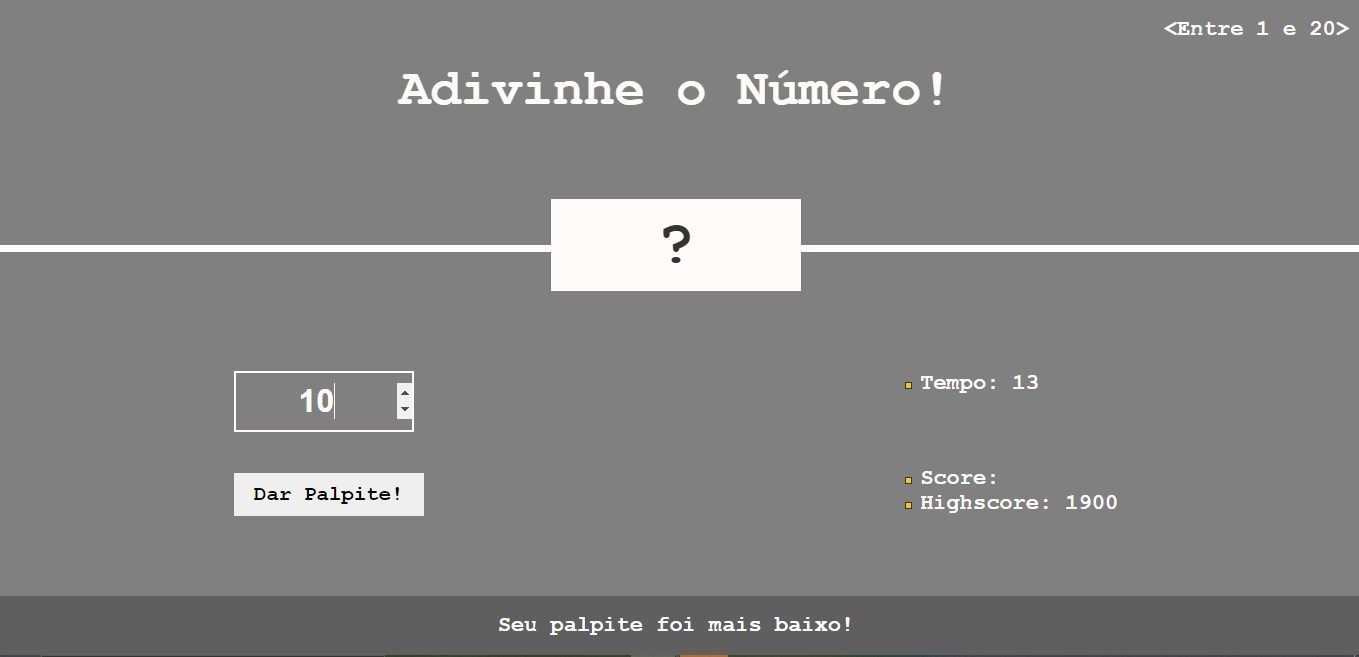 <Entre 1 e 20>
Adivinhe o Número!
?
10
Dar Palpite!
Tempo: 13
Score:
Highscore: 1900
Seu palpite foi mais baixo!